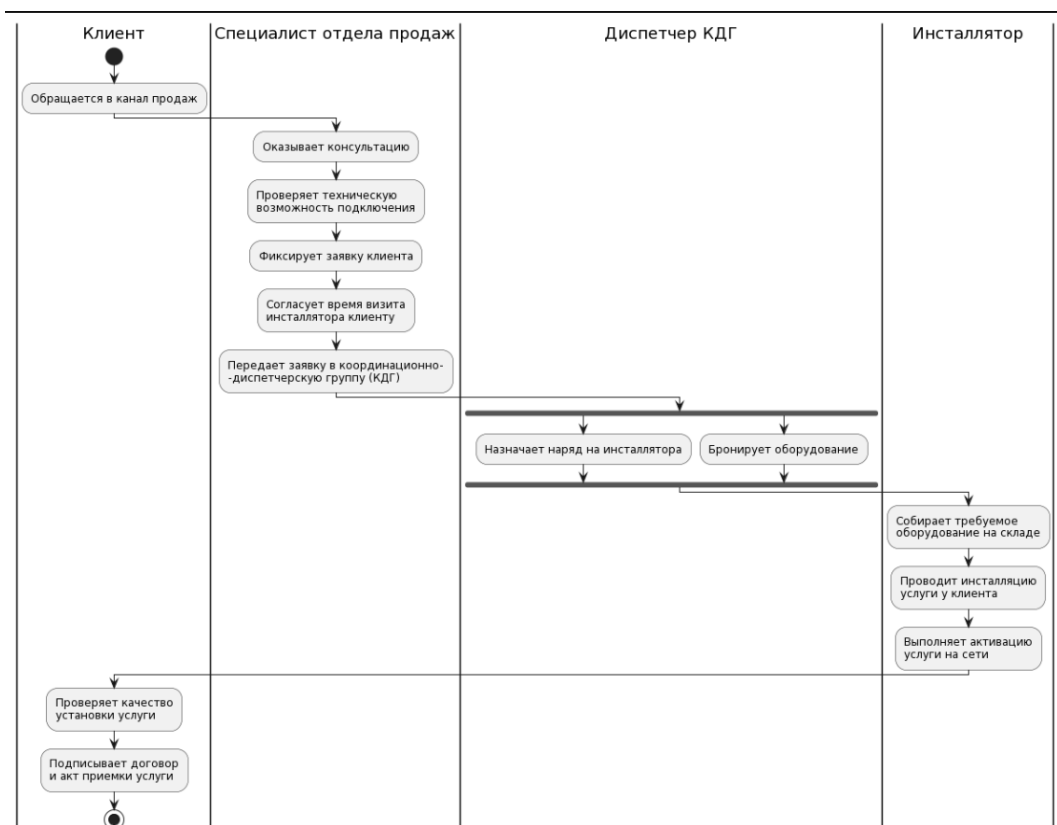 Клиент
Специалист отдела продаж
Диспетчер КДГ
Инсталлятор
Обращается в канал продаж
Оказывает консультацию
Проверяет техническую
возможность подключения
Фиксирует заявку клиента
Согласует время визита
инсталлятора клиенту
Передает заявку в координационно-
-диспетчерскую группу (КДГ)
Назначает наряд на инсталлятора
Бронирует оборудование
Собирает требуемое
оборудование на складе
Проводит инсталляцию
услуги у клиента
Выполняет активацию
услуги на сети
Проверяет качество
установки услуги
Подписывает договор
и акт приемки услуги